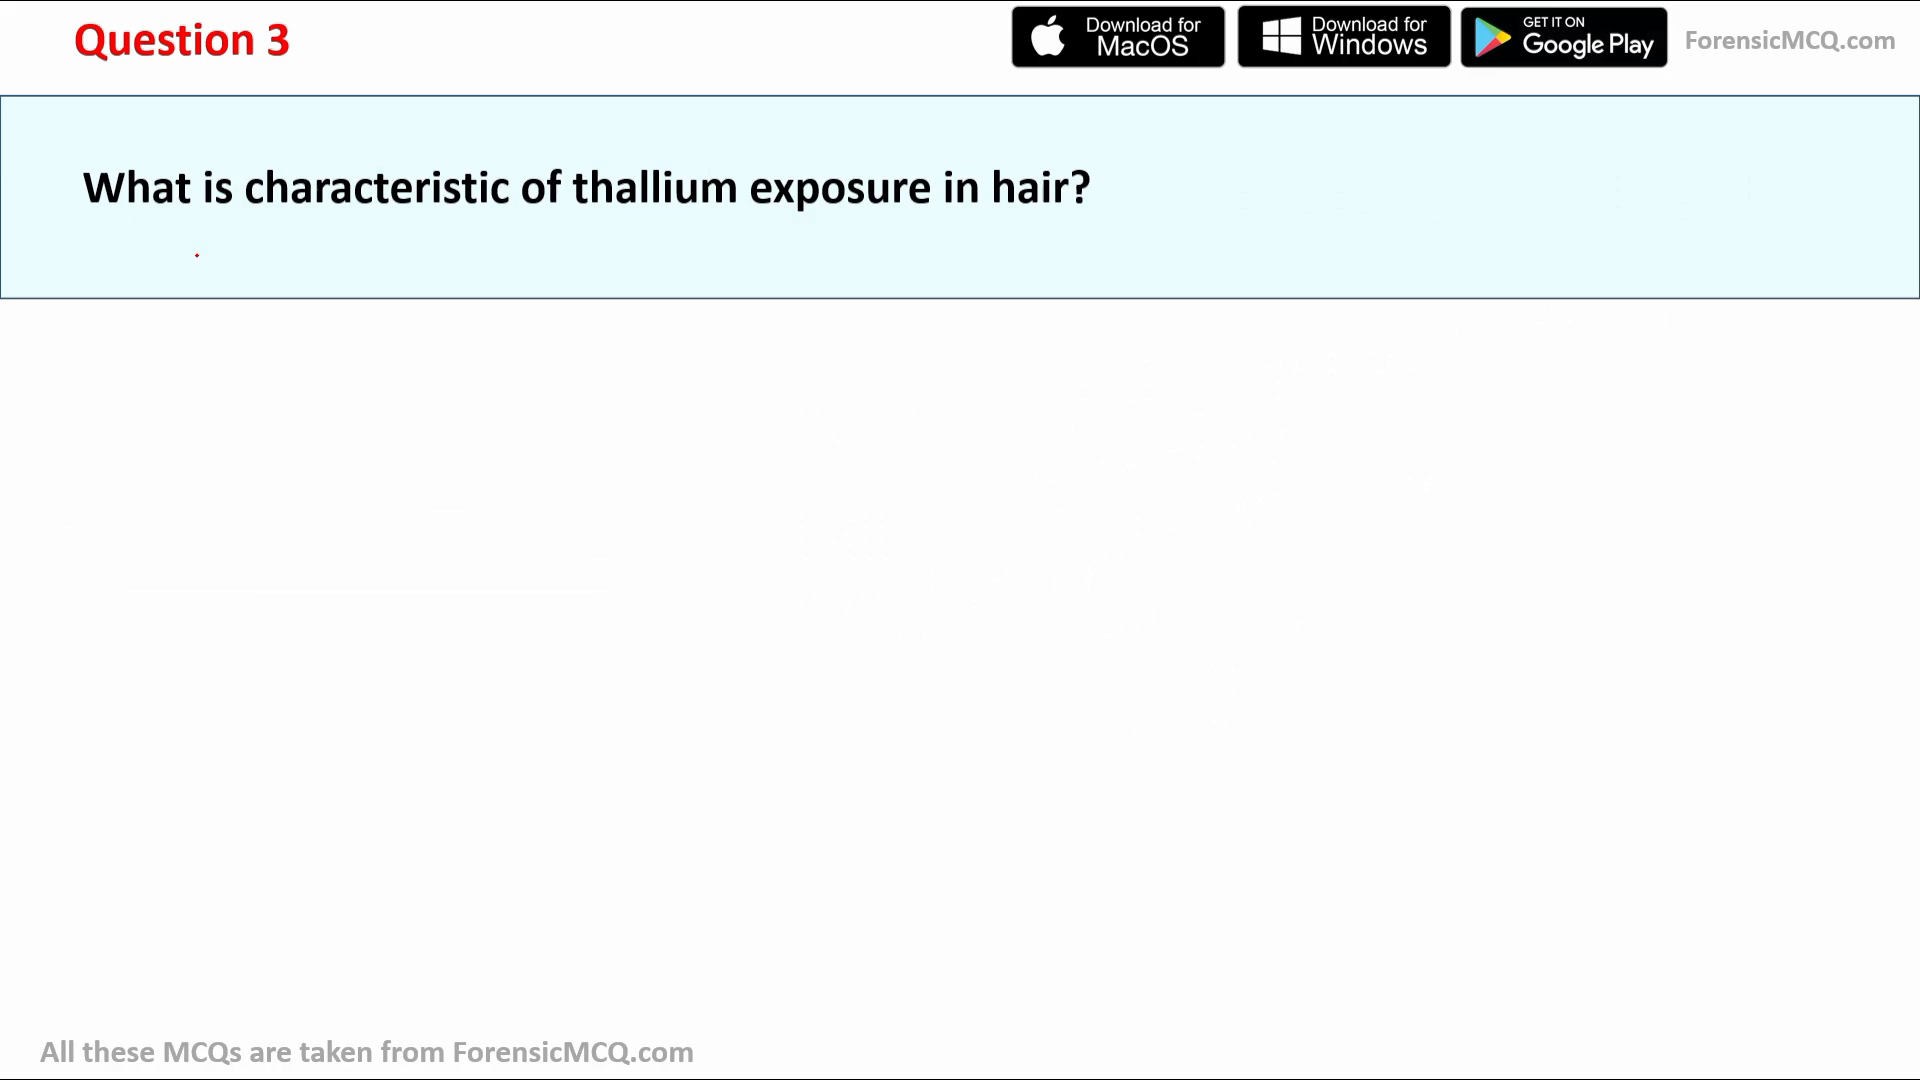 Question 3
Download for
MacOS
Download for
Windows
GET IT ON
Google Play
ForensicMCQ.com
What is characteristic of thallium exposure in hair?
All these MCQs are taken from ForensicMCQ.com